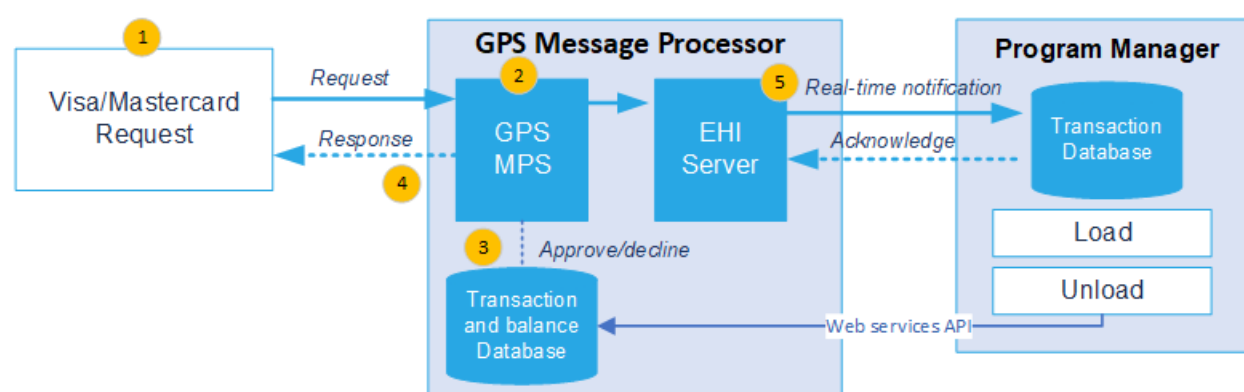 1
Visa/Mastercard
Request
Request
Response
4
GPS Message Processor
2
GPS
MPS
EHI
Server
5
3
Approve/decline
Transaction
and balance
Database
Real-time notification
Acknowledge
Program Manager
Transaction
Database
Load
Unload
Web services API